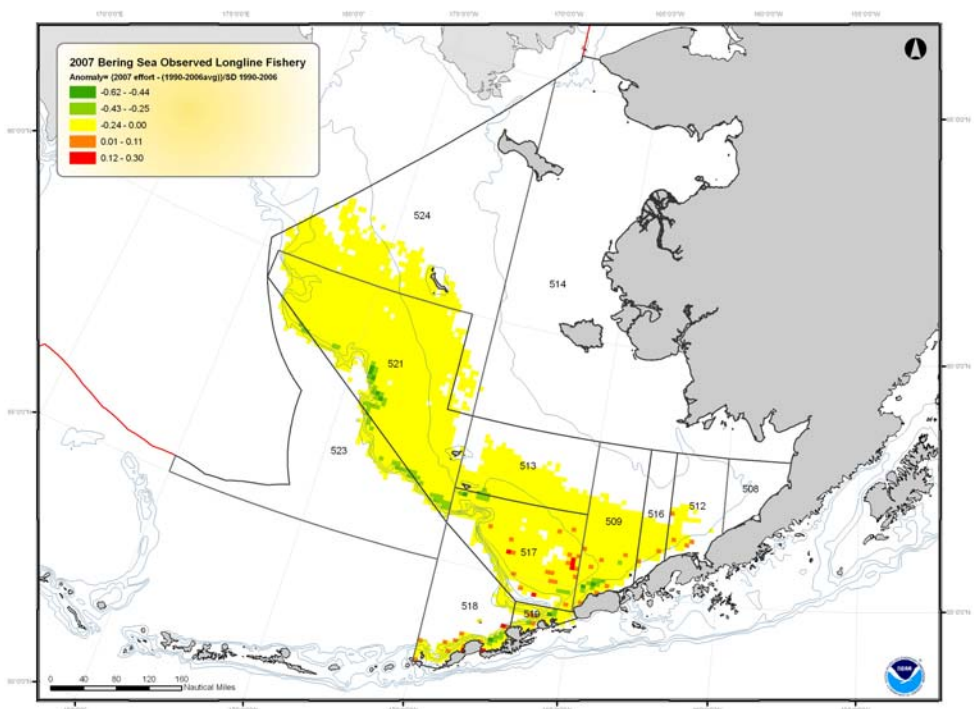 2007 Bering Sea Observed Longline Fishery
Anomaly= (2007 effort - (1990-2006avg))/SD 1990-2006
-0.62 - -0.44
-0.43 - -0.25
-0.24 - 0.00
0.01 - 0.11
0.12 - 0.30
524
514
521
523
513
508
516
512
509
517
518
519
0 40 80 120 160
Nautical Miles